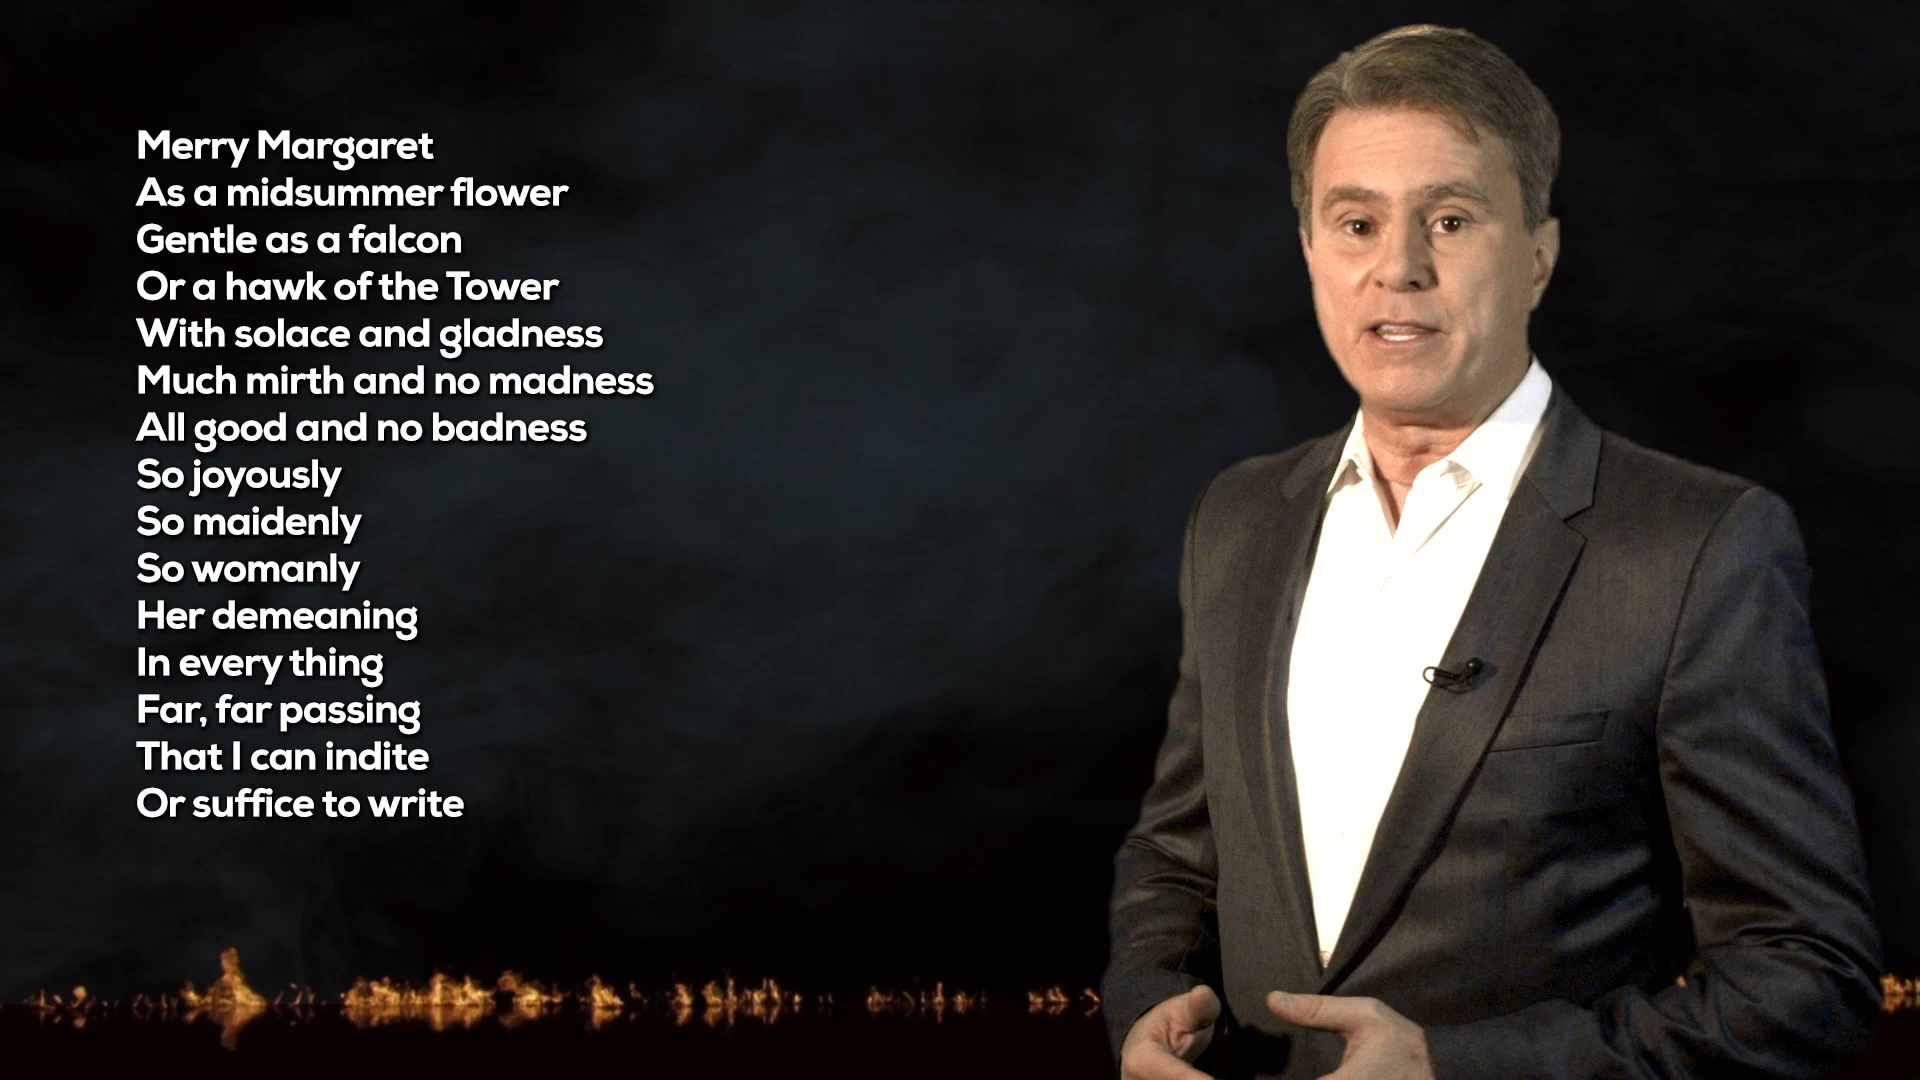 Merry Margaret
As a midsummer flower
Gentle as a falcon
Or a hawk of the Tower
With solace and gladness
Much mirth and no madness
All good and no badness
So joyously
So maidenly
So womanly
Her demeaning
In every thing
Far, far passing
That I can indite
Or suffice to write